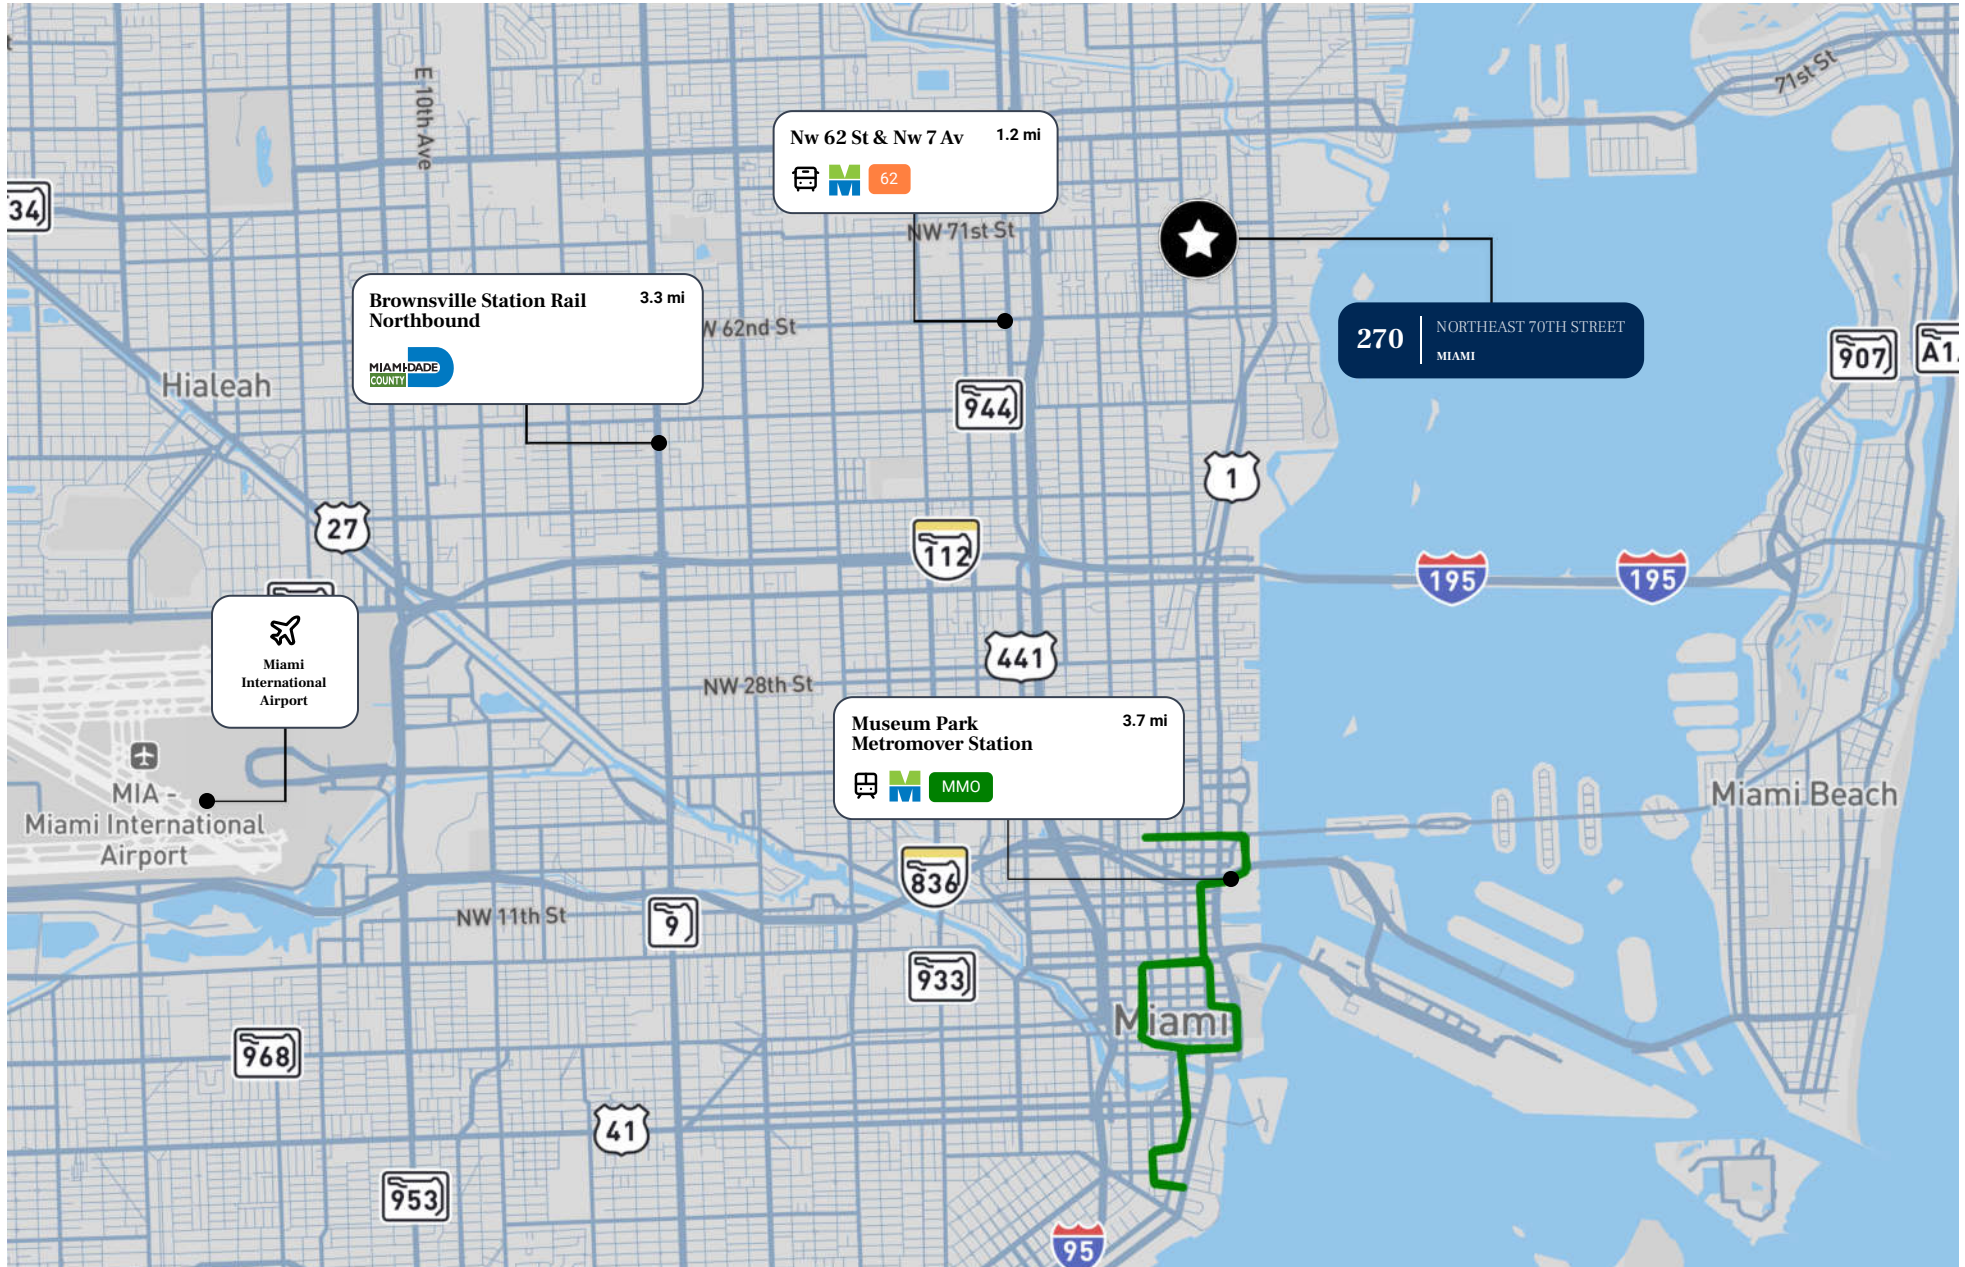 71st St
E 10th Ave
Nw 62 St & Nw 7 Av
1.2 mi
62
34
NW 71st St
Brownsville Station Rail
Northbound
3.3 mi
MIAMI-DADE
COUNTY
W 62nd St
270
NORTHEAST 70TH STREET
MIAMI
907
A1
Hialeah
944
1
27
112
195
195
Miami
International
Airport
441
NW 28th St
Museum Park
Metromover Station
3.7 mi
MMO
MIA -
Miami International
Airport
Miami Beach
836
NW 11th St
9
933
Miami
968
41
953
95